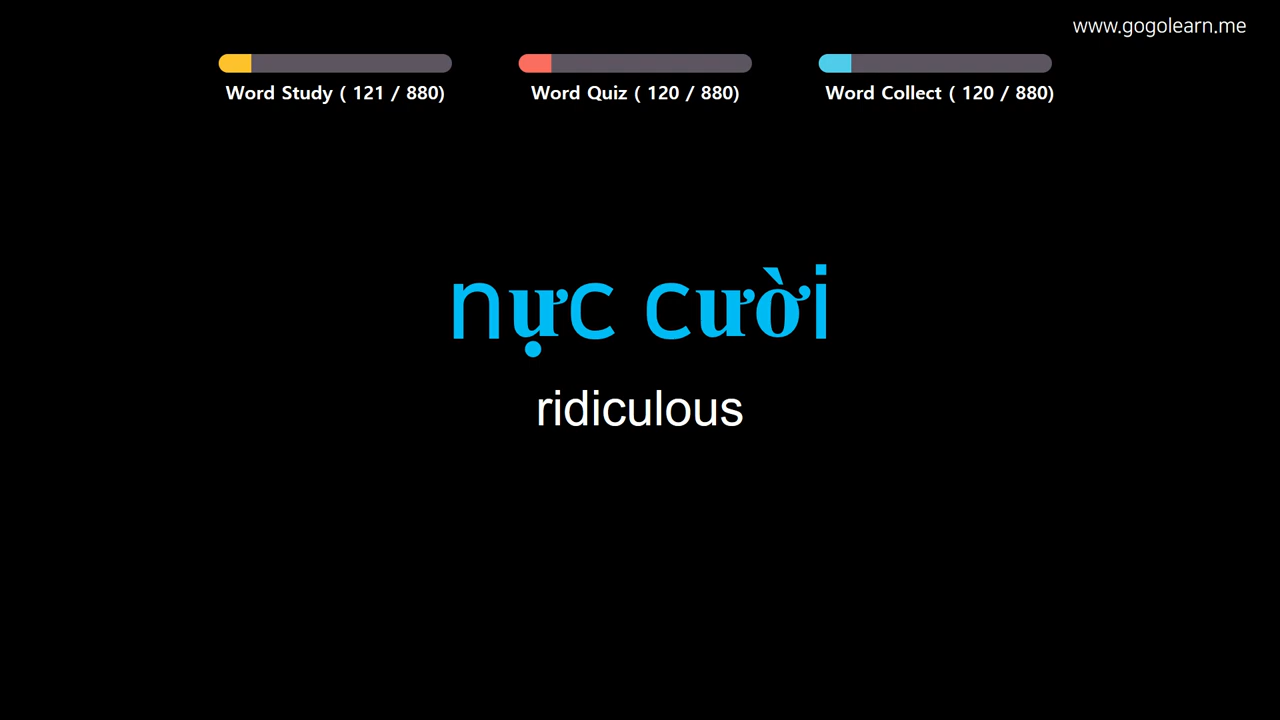 www.gogolearn.me
Word Study ( 121 / 880)
Word Quiz ( 120 / 880)
Word Collect ( 120 / 880)
nực cười
ridiculous